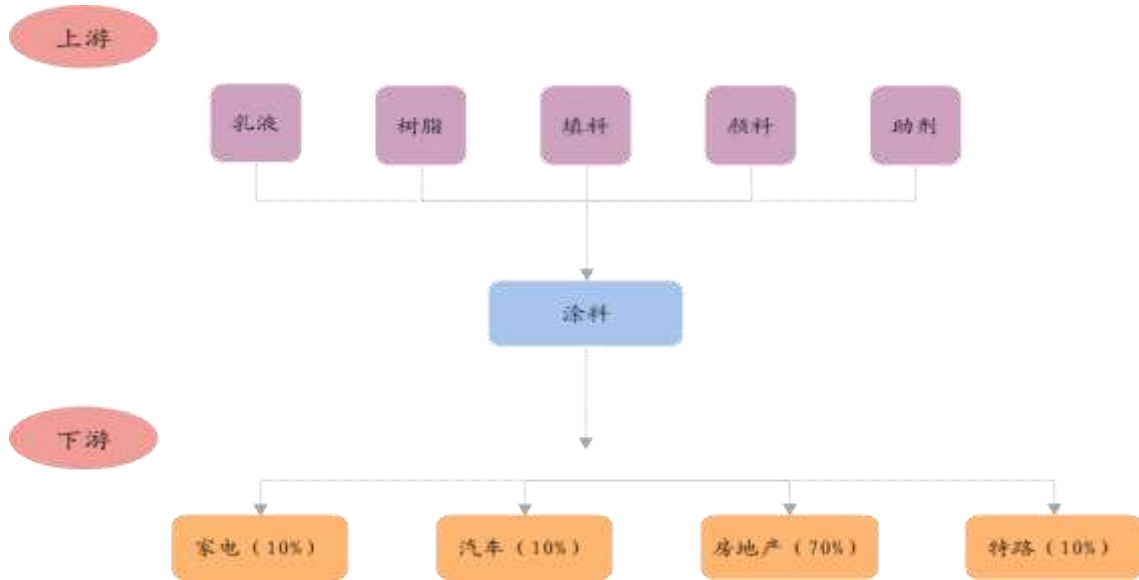 上游
乳液
树脂
填料
颜料
助剂
涂料
下游
家电（10%）
汽车（10%）
房地产（70%）
特路（10%）